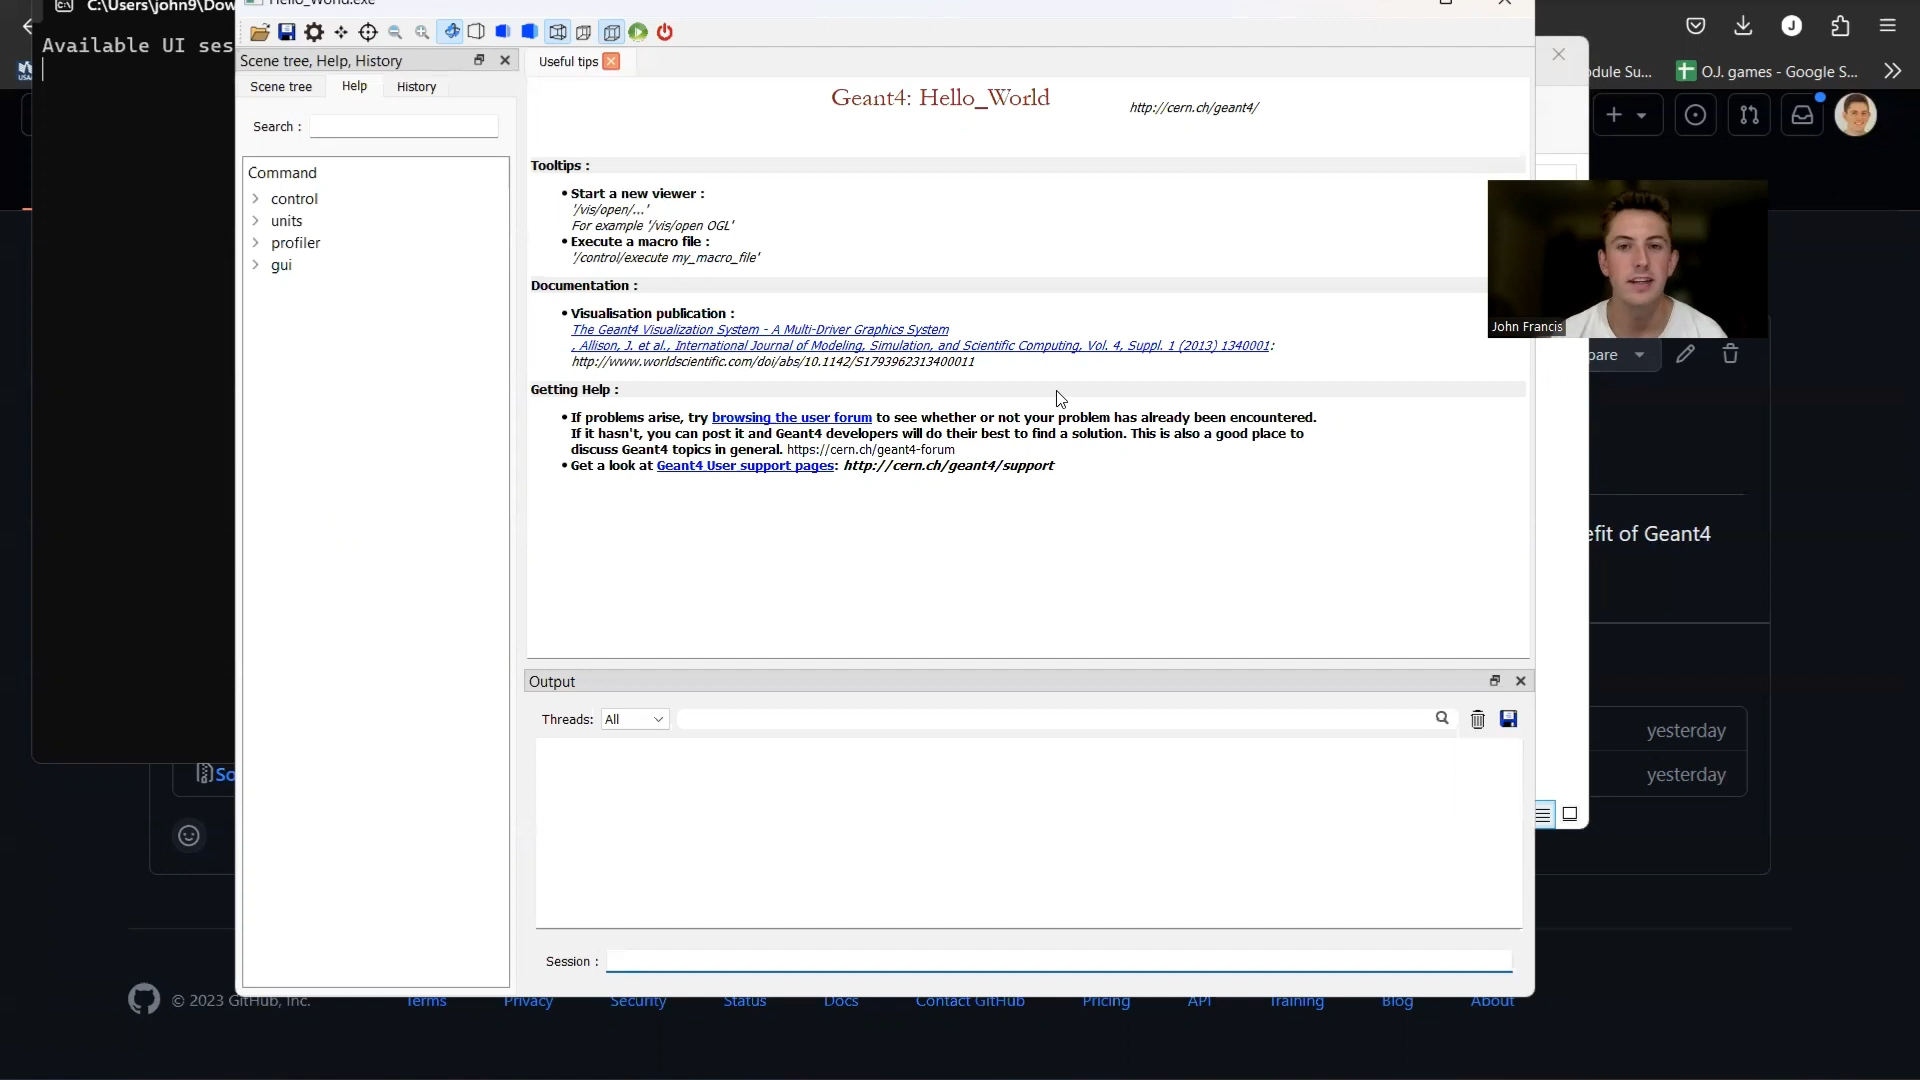 C:\Users\john9\Dow
Available UI ses
Hello_World.exe
Scene tree, Help, History
Scene tree
Help
History
Search :
Command
control
units
profiler
gui
Useful tips
Geant4: Hello_World
http://cern.ch/geant4/
Tooltips :
• Start a new viewer :
'/vis/open/...'
For example '/vis/open OGL'
• Execute a macro file :
'/control/execute my_macro_file'
Documentation :
• Visualisation publication :
The Geant4 Visualization System - A Multi-Driver Graphics System
, Allison, J. et al., International Journal of Modeling, Simulation, and Scientific Computing, Vol. 4, Suppl. 1 (2013) 1340001:
http://www.worldscientific.com/doi/abs/10.1142/S1793962313400011
Getting Help :
• If problems arise, try browsing the user forum to see whether or not your problem has already been encountered.
If it hasn't, you can post it and Geant4 developers will do their best to find a solution. This is also a good place to
discuss Geant4 topics in general. https://cern.ch/geant4-forum
• Get a look at Geant4 User support pages: http://cern.ch/geant4/support
Output
Threads: All
Session :
J
odule Su...
O.J. games - Google S...
John Francis
pare
efit of Geant4
yesterday
yesterday
So
© 2023 GitHub, Inc.
Terms
Privacy
Security
Status
Docs
Contact GitHub
Pricing
API
Training
Blog
About